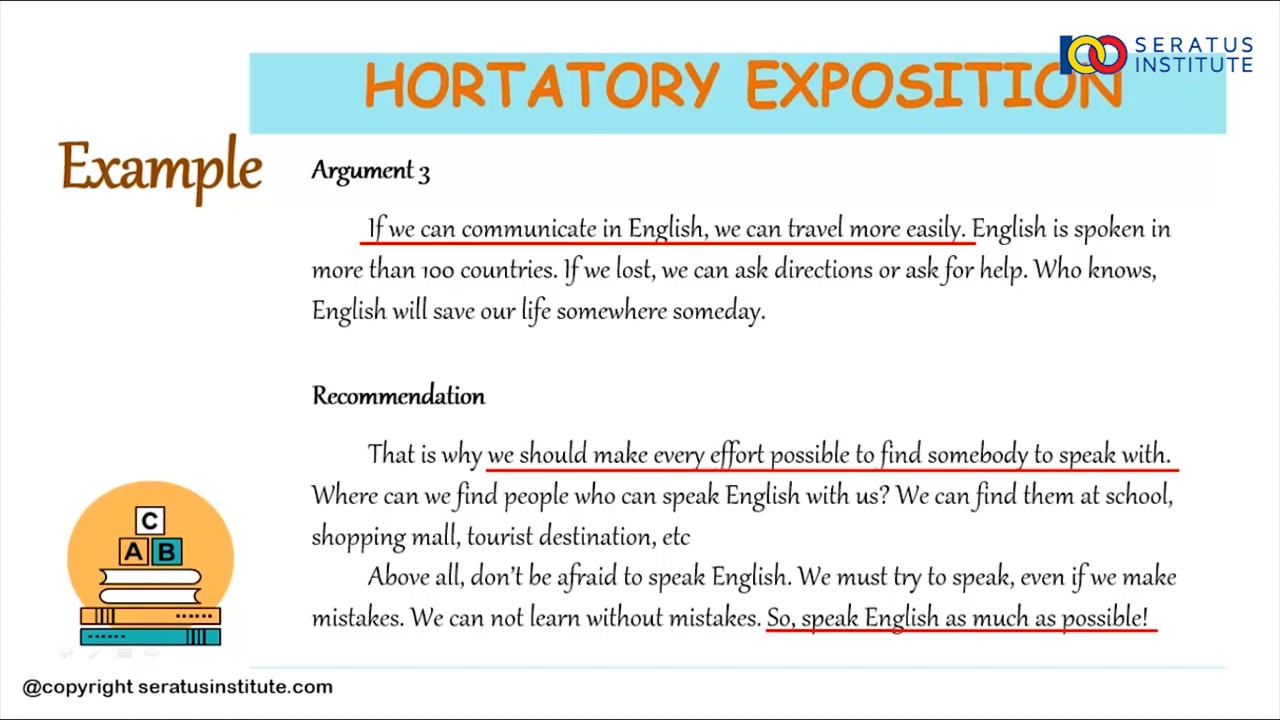 SERATUS
INSTITUTE
HORTATORY EXPOSITION
Example
Argument 3
If we can communicate in English, we can travel more easily. English is spoken in
more than 100 countries. If we lost, we can ask directions or ask for help. Who knows,
English will save our life somewhere someday.
Recommendation
That is why we should make every effort possible to find somebody to speak with.
Where can we find people who can speak English with us? We can find them at school,
shopping mall, tourist destination, etc
Above all, don't be afraid to speak English. We must try to speak, even if we make
mistakes. We can not learn without mistakes. So, speak English as much as possible!
C
A B
@copyright seratusinstitute.com